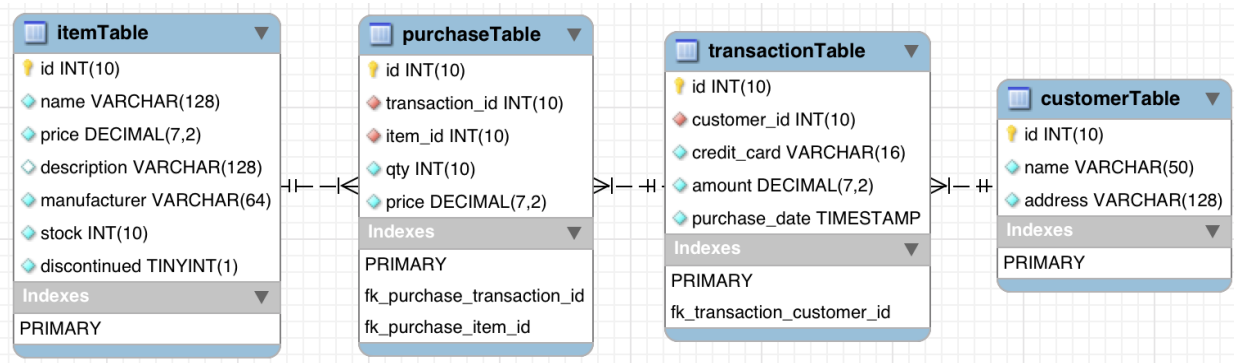 itemTable
id INT(10)
name VARCHAR(128)
price DECIMAL(7,2)
description VARCHAR(128)
manufacturer VARCHAR(64)
stock INT(10)
discontinued TINYINT(1)
Indexes
PRIMARY
purchaseTable
id INT(10)
transaction_id INT(10)
item_id INT(10)
qty INT(10)
price DECIMAL(7,2)
Indexes
PRIMARY
fk_purchase_transaction_id
fk_purchase_item_id
transactionTable
id INT(10)
customer_id INT(10)
credit_card VARCHAR(16)
amount DECIMAL(7,2)
purchase_date TIMESTAMP
Indexes
PRIMARY
fk_transaction_customer_id
customerTable
id INT(10)
name VARCHAR(50)
address VARCHAR(128)
Indexes
PRIMARY